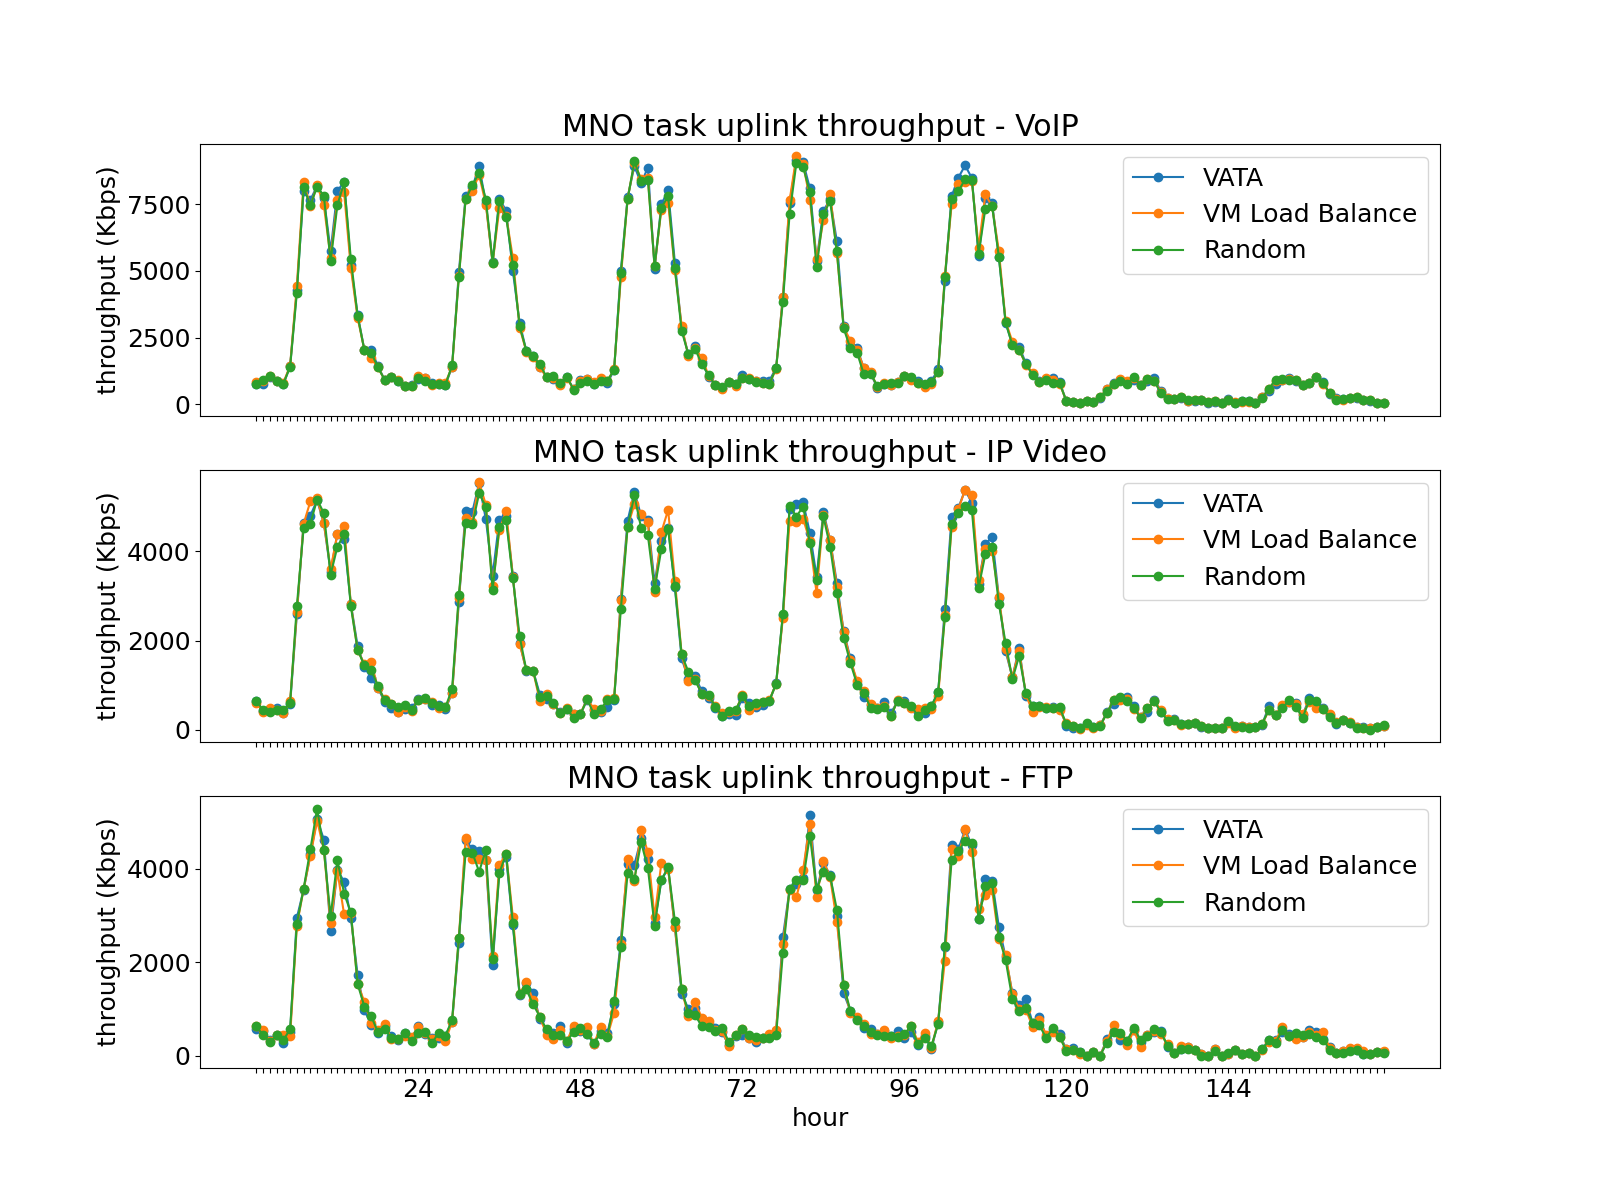 MNO task uplink throughput - VoIP
throughput (Kbps)
7500
5000
2500
0
VATA
VM Load Balance
Random
MNO task uplink throughput - IP Video
throughput (Kbps)
4000
2000
0
VATA
VM Load Balance
Random
MNO task uplink throughput - FTP
throughput (Kbps)
4000
2000
0
VATA
VM Load Balance
Random
24 48 72 96 120 144
hour